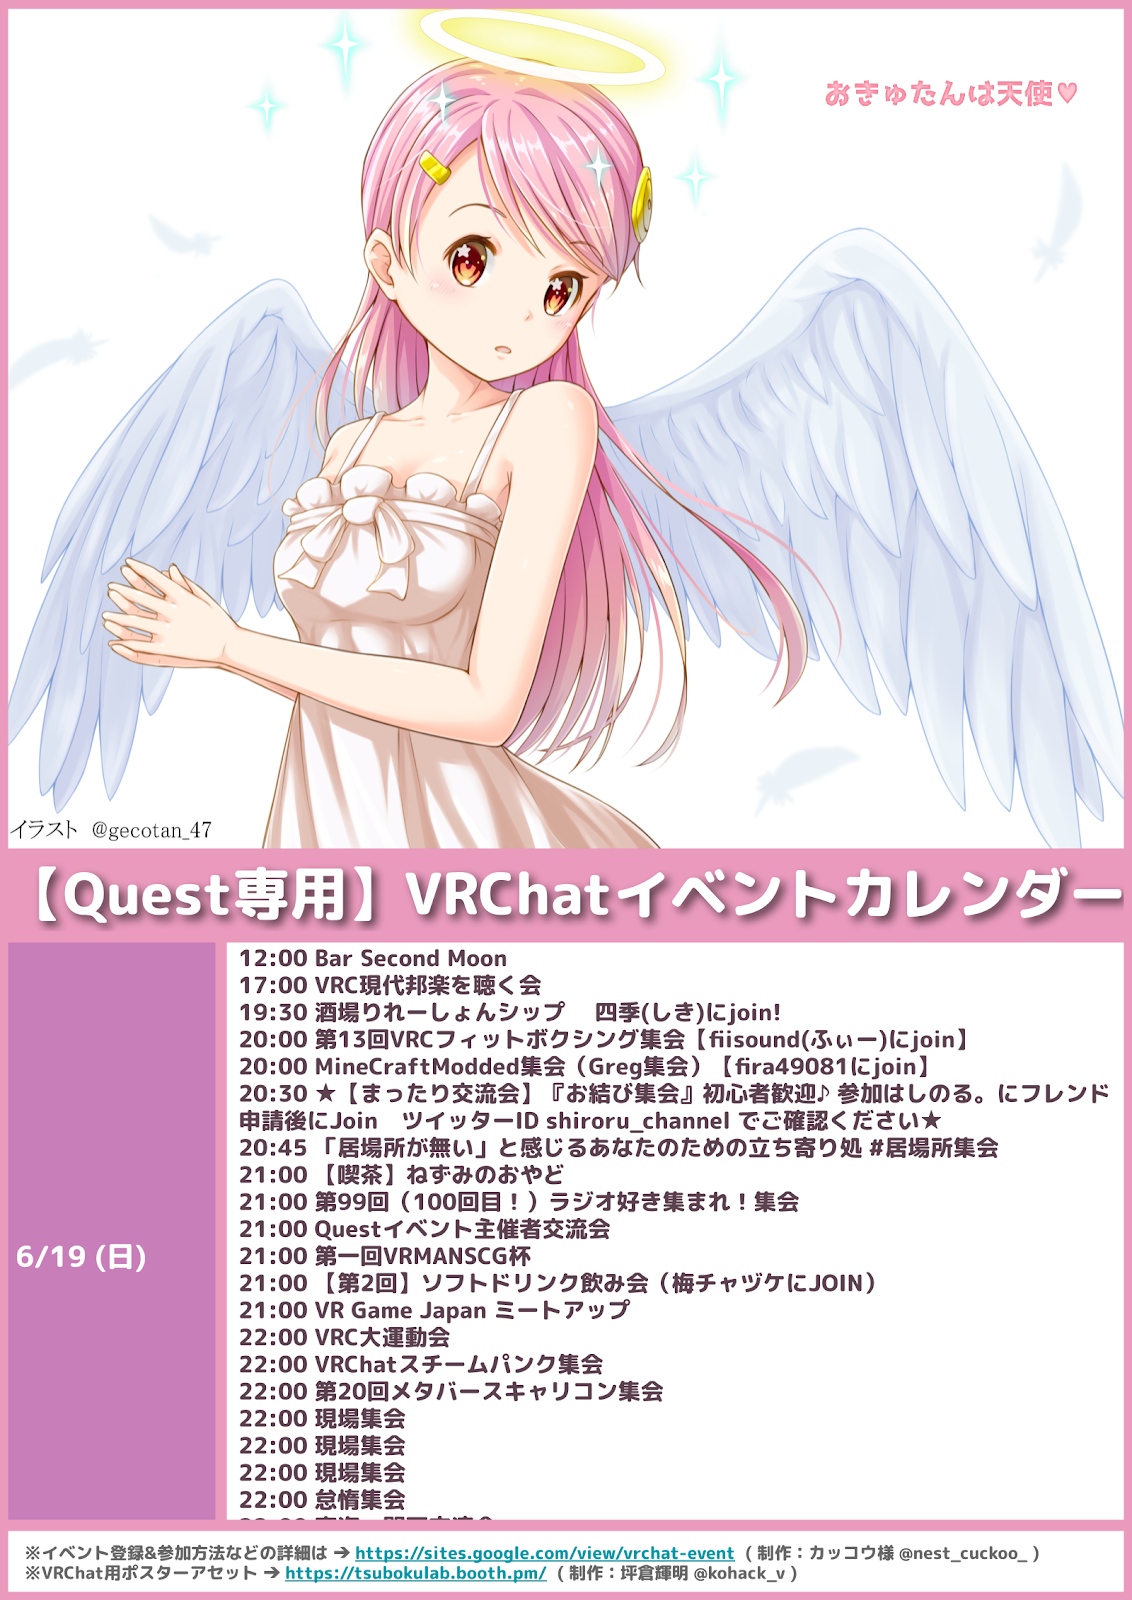 おきゅたんは天使♥
イラスト @gecotan_47
【Quest専用】VRChatイベントカレンダー
6/19 (日)
12:00 Bar Second Moon
17:00 VRC現代邦楽を聴く会
19:30 酒場りれーしょんシップ　四季(しき)にjoin!
20:00 第13回VRCフィットボクシング集会【fiisound(ふぃー)にjoin】
20:00 MineCraftModded集会（Greg集会）【fira49081にjoin】
20:30 ★【まったり交流会】『お結び集会』初心者歓迎♪ 参加はしのる。にフレンド
申請後にJoin　ツイッターID shiroru_channel でご確認ください★
20:45 「居場所が無い」と感じるあなたのための立ち寄り処 #居場所集会
21:00 【喫茶】ねずみのおやど
21:00 第99回（100回目！）ラジオ好き集まれ！集会
21:00 Questイベント主催者交流会
21:00 第一回VRMANSCG杯
21:00 【第2回】ソフトドリンク飲み会（梅チャヅケにJOIN）
21:00 VR Game Japan ミートアップ
22:00 VRC大運動会
22:00 VRChatスチームパンク集会
22:00 第20回メタバースキャリコン集会
22:00 現場集会
22:00 現場集会
22:00 現場集会
22:00 怠惰集会
※イベント登録&参加方法などの詳細は ➔ https://sites.google.com/view/vrchat-event ( 制作：カッコウ様 @nest_cuckoo_ )
※VRChat用ポスターアセット ➔ https://tsubokulab.booth.pm/ ( 制作：坪倉輝明 @kohack_v )